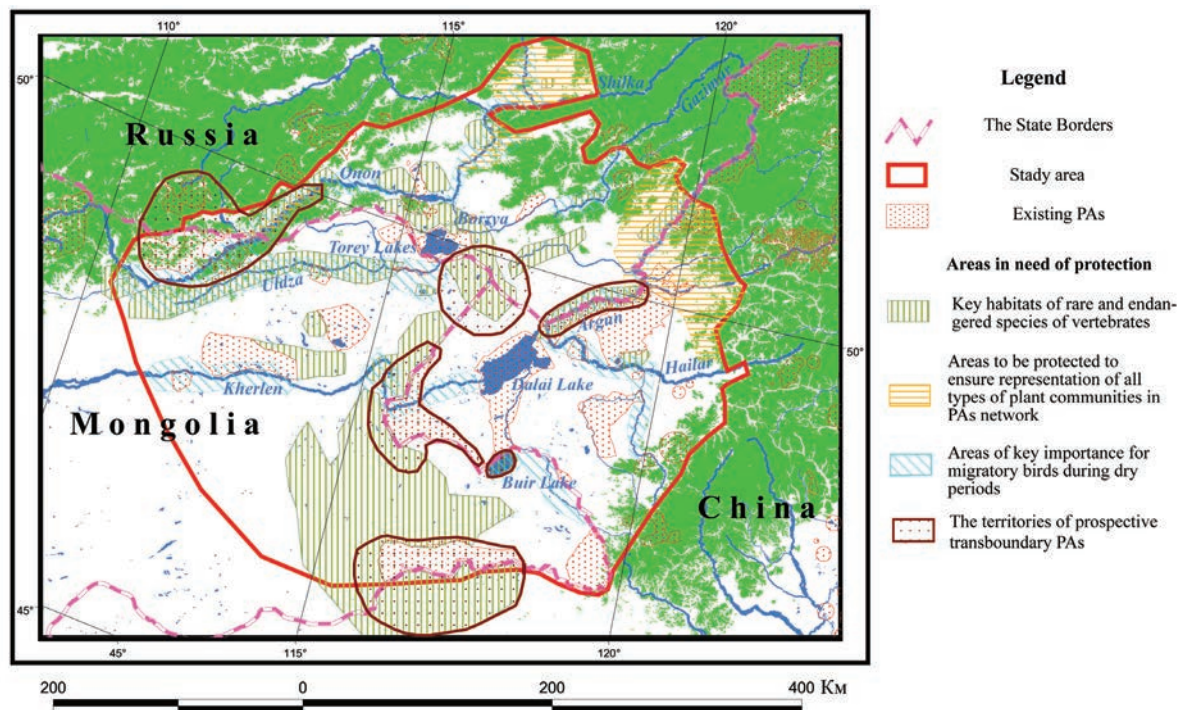 110°
115°
120°
50°
Shilka
Gazimur
Russia
Onon
Borzya
Torey Lakes
Uldza
Argun
50°
Hailar
Kherlen
Dalai Lake
Mongolia
Buir Lake
China
45°
45°
115°
120°
200
0
200
400 Км
Legend
The State Borders
Stady area
Existing PAs
Areas in need of protection
Key habitats of rare and endan-
gered species of vertebrates
Areas to be protected to
ensure representation of all
types of plant communities in
PAs network
Areas of key importance for
migratory birds during dry
periods
The territories of prospective
transboundary PAs